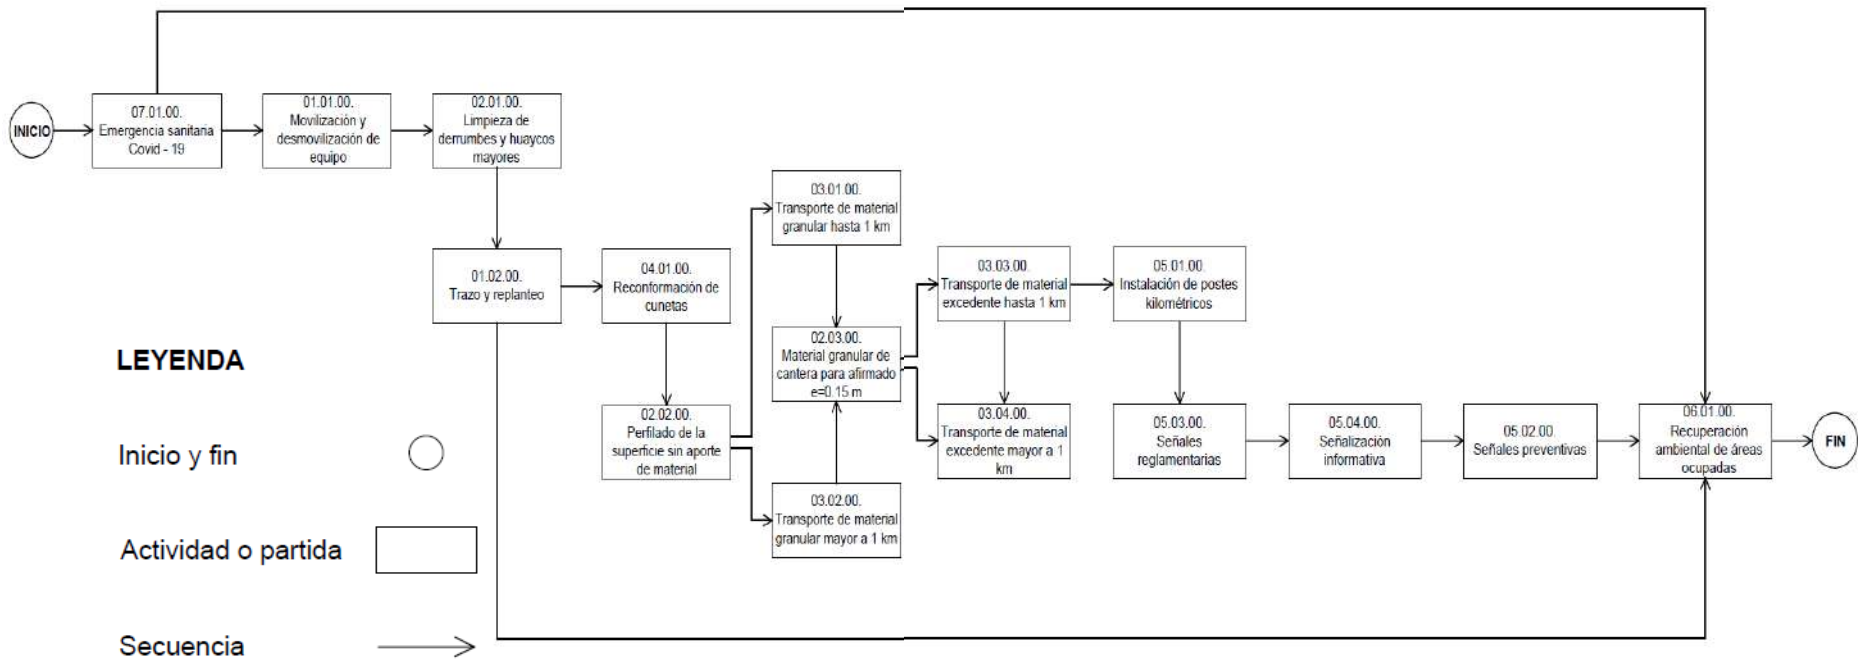 INICIO
07.01.00.
Emergencia sanitaria
Covid - 19
01.01.00.
Movilización y
desmovilización de
equipo
02.01.00.
Limpieza de
derrumbes y huaycos
mayores
01.02.00.
Trazo y replanteo
04.01.00.
Reconformación de
cunetas
02.02.00.
Perfilado de la
superficie sin aporte
de material
03.01.00.
Transporte de material
granular hasta 1 km
02.03.00.
Material granular de
cantera para afirmado
e=0.15 m
03.02.00.
Transporte de material
granular mayor a 1 km
03.03.00.
Transporte de material
excedente hasta 1 km
03.04.00.
Transporte de material
excedente mayor a 1
km
05.01.00.
Instalación de postes
kilométricos
05.03.00.
Señales
reglamentarias
05.04.00.
Señalización
informativa
05.02.00.
Señales preventivas
06.01.00.
Recuperación
ambiental de áreas
ocupadas
FIN
LEYENDA
Inicio y fin
Actividad o partida
Secuencia